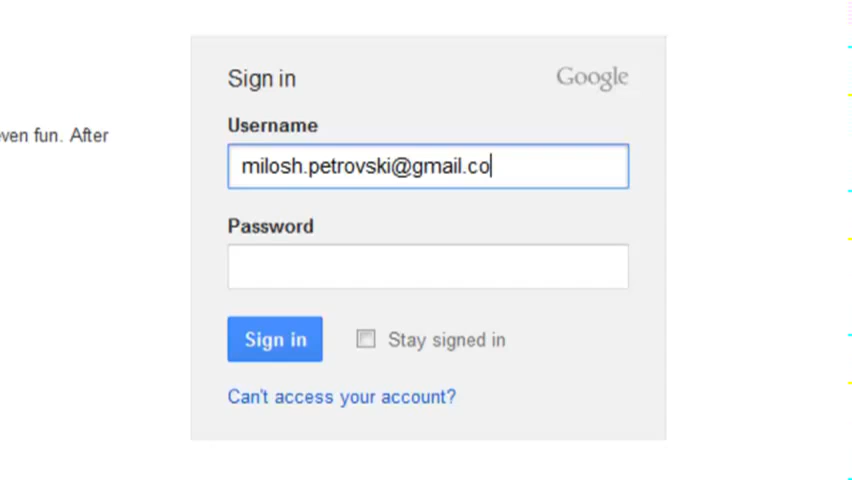 Sign in
Google
Username
even fun. After
milosh.petrovski@gmail.co
Password
Sign in
Stay signed in
Can't access your account?